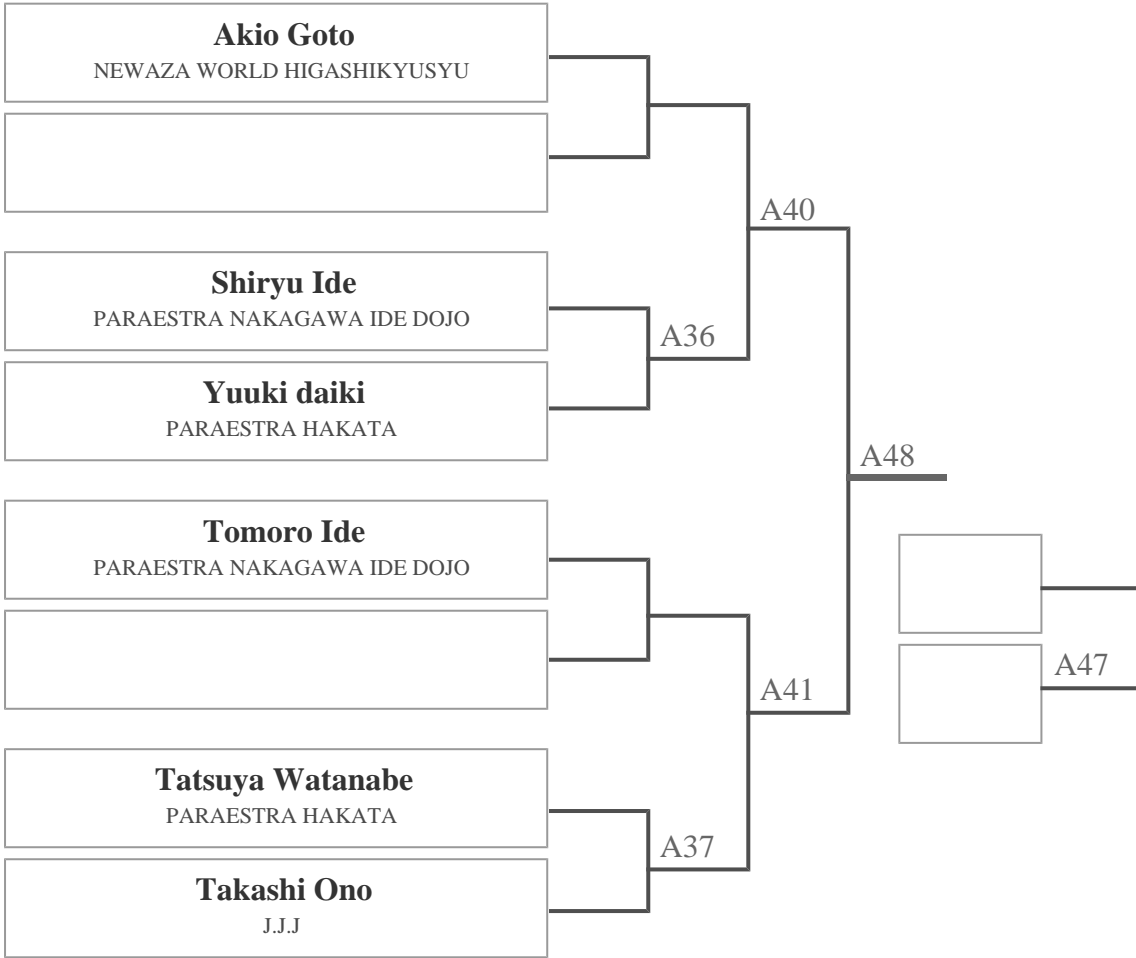 Akio Goto
NEWAZA WORLD HIGASHIKYUSYU
A40
Shiryu Ide
PARAESTRA NAKAGAWA IDE DOJO
A36
Yuuki daiki
PARAESTRA HAKATA
A48
Tomoro Ide
PARAESTRA NAKAGAWA IDE DOJO
A47
A41
Tatsuya Watanabe
PARAESTRA HAKATA
A37
Takashi Ono
J.J.J